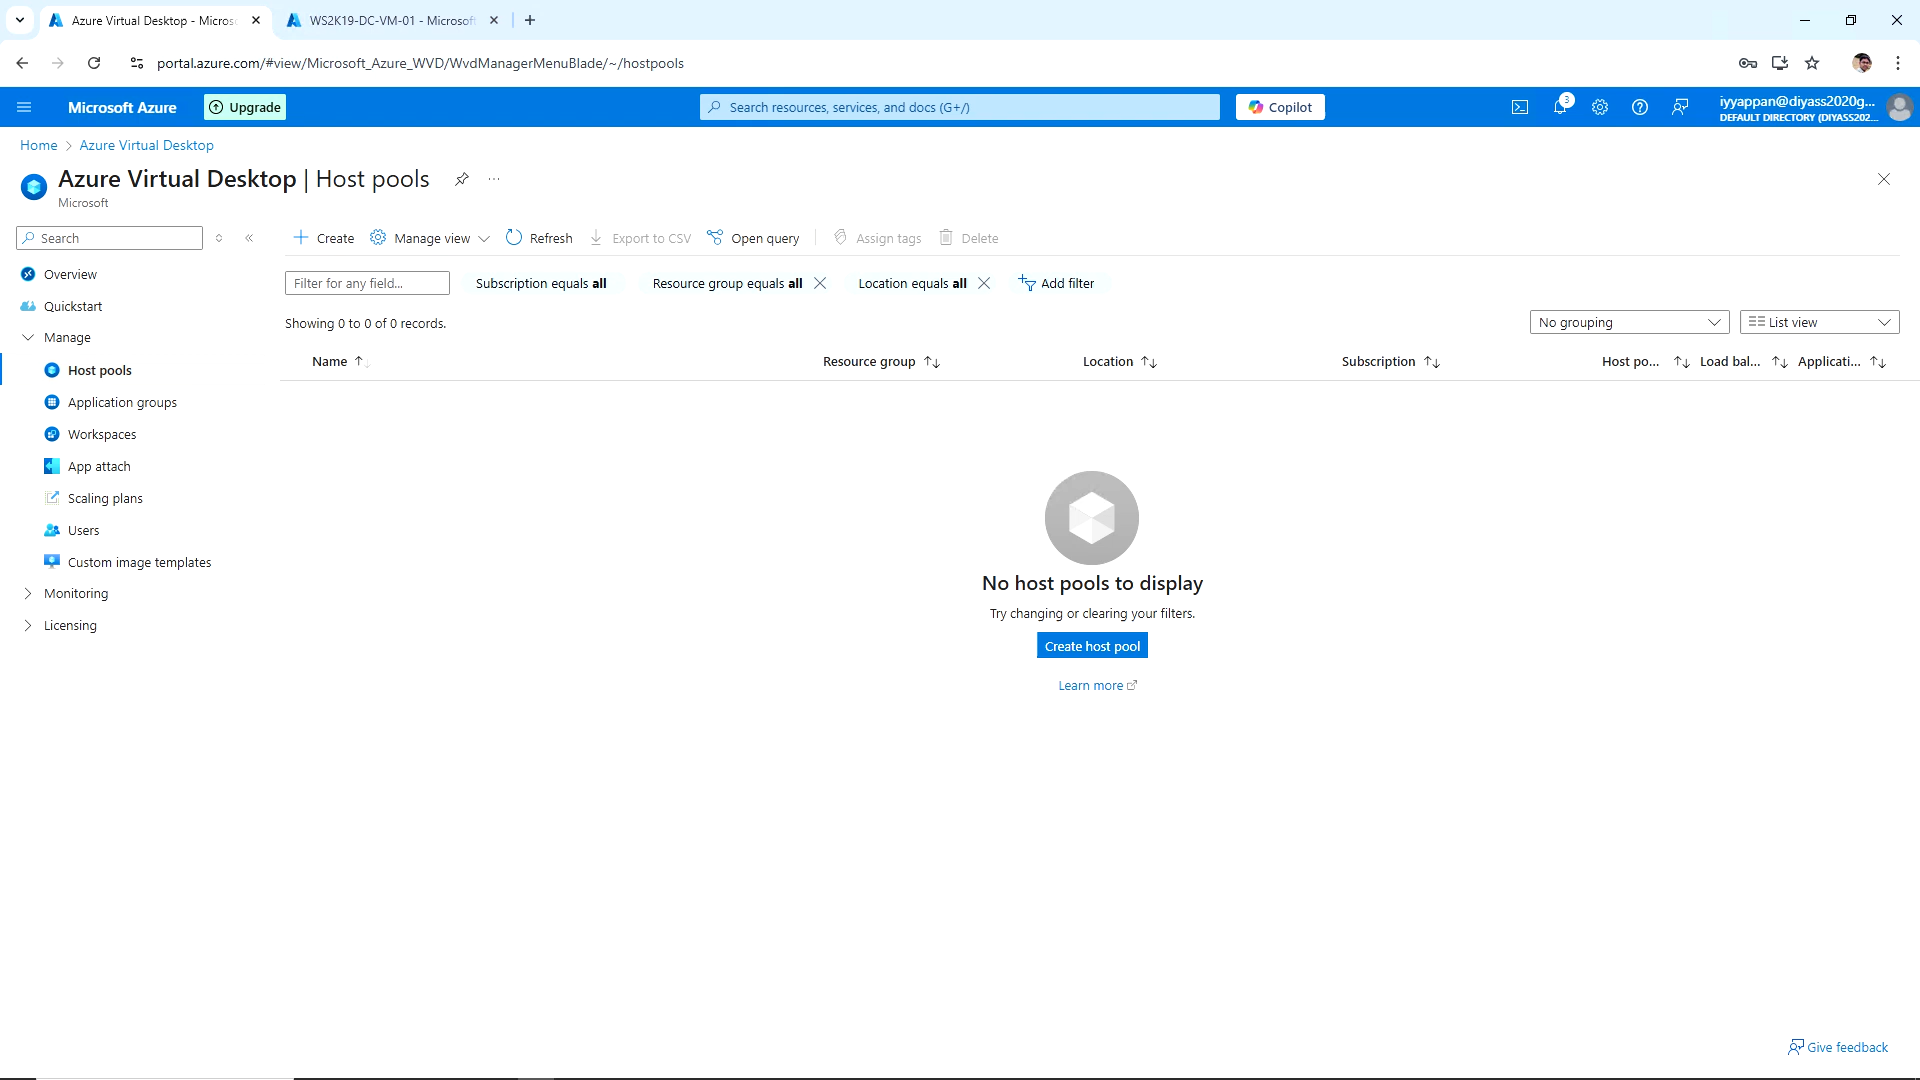 Azure Virtual Desktop - Micros
WS2K19-DC-VM-01 - Microsoft
portal.azure.com/#view/Microsoft_Azure_WVD/WvdManagerMenuBlade/~/hostpools
Microsoft Azure
Upgrade
Search resources, services, and docs (G+/)
Copilot
3
iyyappan@diyass2020g...
DEFAULT DIRECTORY (DIYASS202...
Home > Azure Virtual Desktop
Azure Virtual Desktop | Host pools
Microsoft
Search
Create
Manage view
Refresh
Export to CSV
Open query
Assign tags
Delete
Overview
Quickstart
Manage
Host pools
Application groups
Workspaces
App attach
Scaling plans
Users
Custom image templates
Monitoring
Licensing
Filter for any field...
Subscription equals all
Resource group equals all
Location equals all
Add filter
Showing 0 to 0 of 0 records.
No grouping
List view
Name
Resource group
Location
Subscription
Host po...
Load bal...
Applicati...
No host pools to display
Try changing or clearing your filters.
Create host pool
Learn more
Give feedback